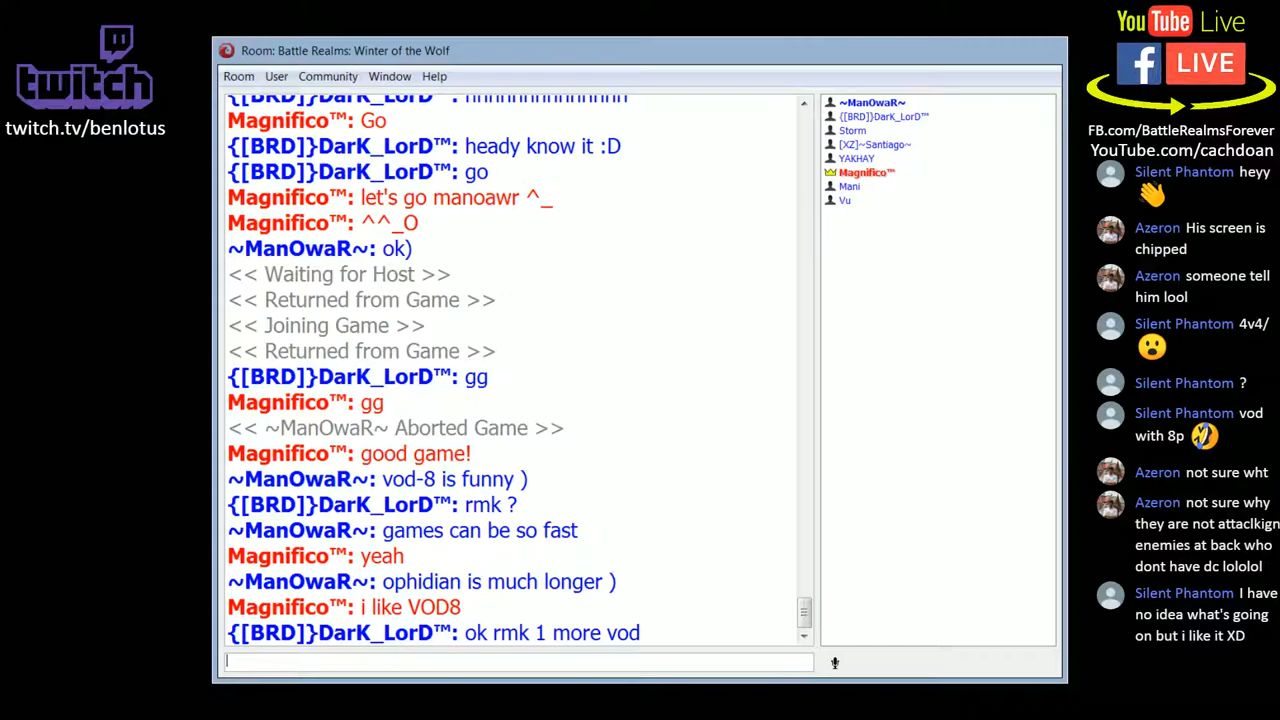 twitch
twitch.tv/benlotus
Room: Battle Realms: Winter of the Wolf
Room User Community Window Help
{[BRD]}DarK_LorD™: hhhhhhhhhhhhhhh
Magnifico™: Go
{[BRD]}DarK_LorD™: heady know it :D
{[BRD]}DarK_LorD™: go
Magnifico™: let's go manoawr ^_
Magnifico™: ^^_O
~ManOwaR~: ok)
<< Waiting for Host >>
<< Returned from Game >>
<< Joining Game >>
<< Returned from Game >>
{[BRD]}DarK_LorD™: gg
Magnifico™: gg
<< ~ManOwaR~ Aborted Game >>
Magnifico™: good game!
~ManOwaR~: vod-8 is funny )
{[BRD]}DarK_LorD™: rmk ?
~ManOwaR~: games can be so fast
Magnifico™: yeah
~ManOwaR~: ophidian is much longer )
Magnifico™: i like VOD8
{[BRD]}DarK_LorD™: ok rmk 1 more vod
~ManOwaR~
{[BRD]}DarK_LorD™
Storm
[XZ]~Santiago~
YAKHAY
Magnifico™
Mani
Vu
YouTube Live
f LIVE
FB.com/BattleRealmsForever
YouTube.com/cachdoan
Silent Phantom heyy
👋
Azeron His screen is
chipped
Azeron someone tell
him lool
Silent Phantom 4v4/
😮
Silent Phantom ?
Silent Phantom vod
with 8p 🤣
Azeron not sure wht
Azeron not sure why
they are not attaclkign
enemies at back who
dont have dc lololol
Silent Phantom I have
no idea what's going
on but i like it XD